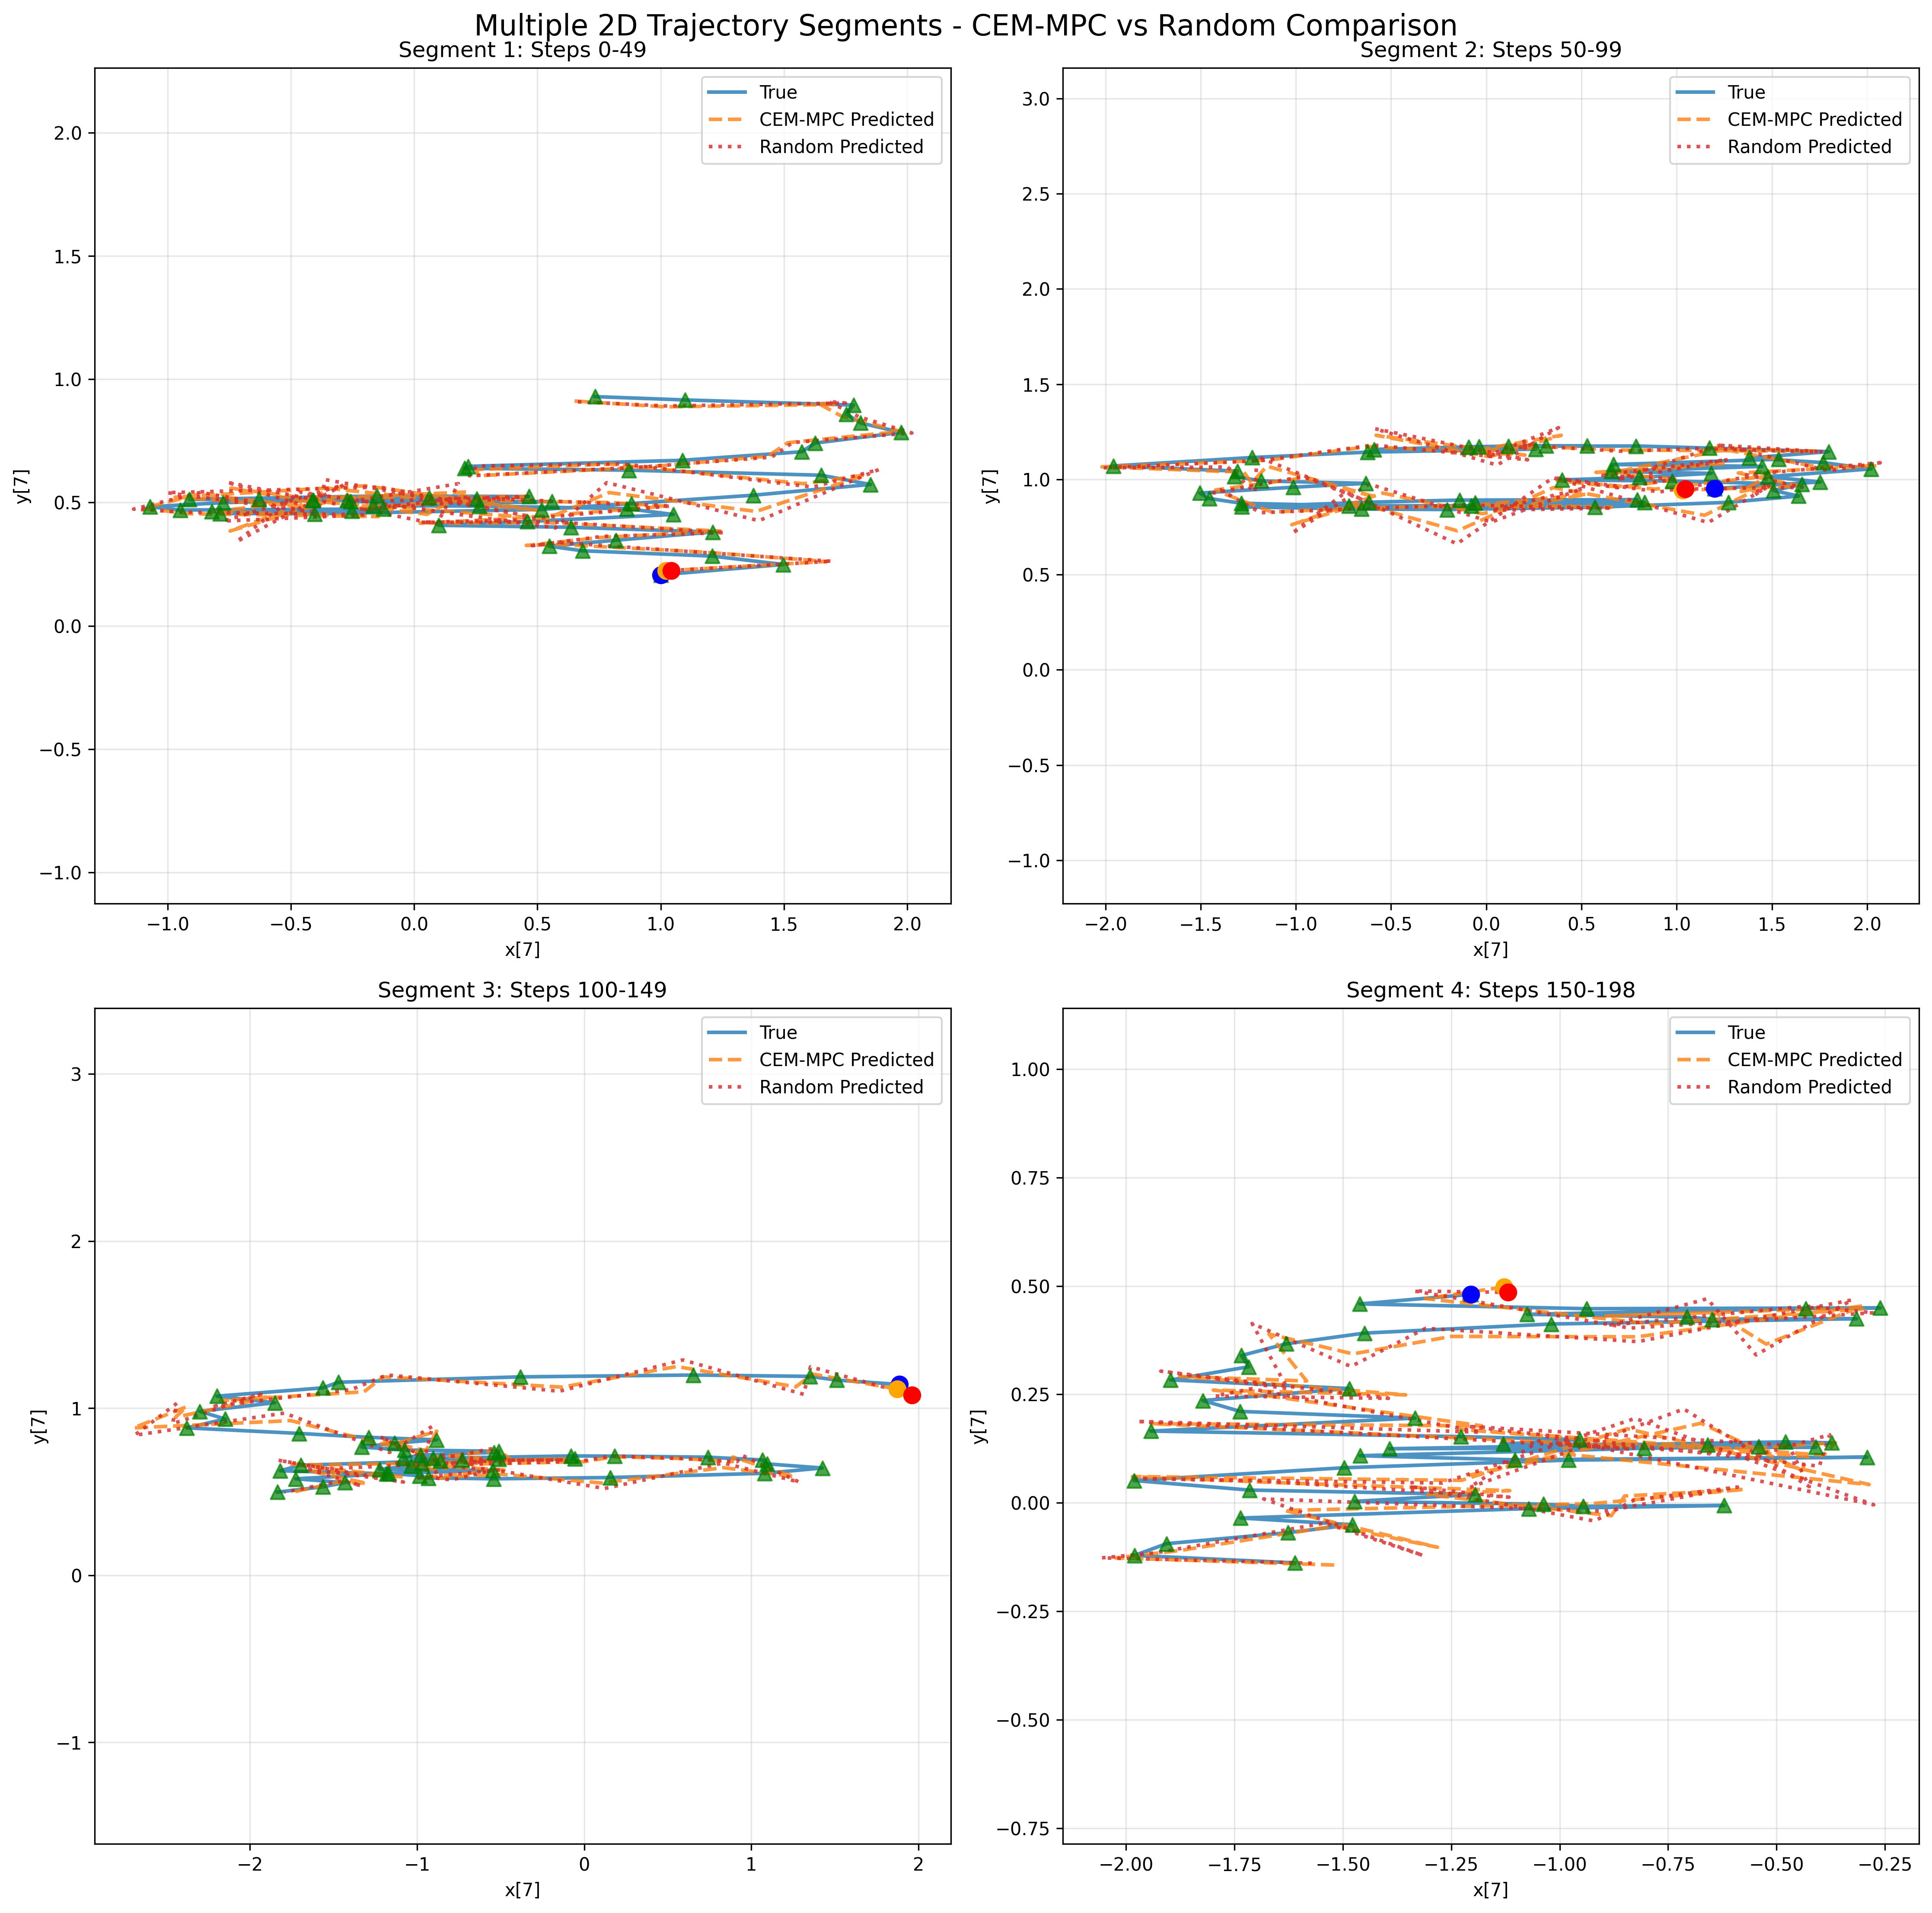 Multiple 2D Trajectory Segments - CEM-MPC vs Random Comparison
Segment 1: Steps 0-49
True
CEM-MPC Predicted
Random Predicted
y[7]
2.0
1.5
1.0
0.5
0.0
−0.5
−1.0
−1.0 −0.5 0.0 0.5 1.0 1.5 2.0
x[7]
Segment 2: Steps 50-99
True
CEM-MPC Predicted
Random Predicted
y[7]
3.0
2.5
2.0
1.5
1.0
0.5
0.0
−0.5
−1.0
−2.0 −1.5 −1.0 −0.5 0.0 0.5 1.0 1.5 2.0
x[7]
Segment 3: Steps 100-149
True
CEM-MPC Predicted
Random Predicted
y[7]
3
2
1
0
−1
−2 −1 0 1 2
x[7]
Segment 4: Steps 150-198
True
CEM-MPC Predicted
Random Predicted
y[7]
1.00
0.75
0.50
0.25
0.00
−0.25
−0.50
−0.75
−2.00 −1.75 −1.50 −1.25 −1.00 −0.75 −0.50 −0.25
x[7]